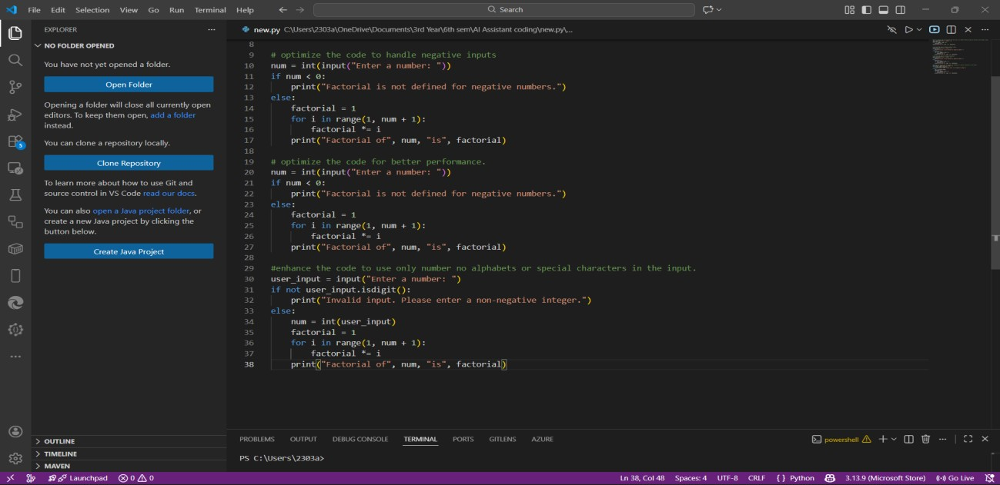 File Edit Selection View Go Run Terminal Help
Search
EXPLORER
NO FOLDER OPENED
You have not yet opened a folder.
Open Folder
Opening a folder will close all currently open
editors. To keep them open, add a folder
instead.
You can clone a repository locally.
Clone Repository
To learn more about how to use Git and
source control in VS Code read our docs.
You can also open a Java project folder, or
create a new Java project by clicking the
button below.
Create Java Project
5
OUTLINE
TIMELINE
MAVEN
new.py C:\Users\2303a\OneDrive\Documents\3rd Year\6th sem\AI Assistant coding\new.py\...
8
9 # optimize the code to handle negative inputs
10 num = int(input("Enter a number: "))
11 if num < 0:
12     print("Factorial is not defined for negative numbers.")
13 else:
14     factorial = 1
15     for i in range(1, num + 1):
16         factorial *= i
17     print("Factorial of", num, "is", factorial)
18
19 # optimize the code for better performance.
20 num = int(input("Enter a number: "))
21 if num < 0:
22     print("Factorial is not defined for negative numbers.")
23 else:
24     factorial = 1
25     for i in range(1, num + 1):
26         factorial *= i
27     print("Factorial of", num, "is", factorial)
28
29 #enhance the code to use only number no alphabets or special characters in the input.
30 user_input = input("Enter a number: ")
31 if not user_input.isdigit():
32     print("Invalid input. Please enter a non-negative integer.")
33 else:
34     num = int(user_input)
35     factorial = 1
36     for i in range(1, num + 1):
37         factorial *= i
38     print("Factorial of", num, "is", factorial)
PROBLEMS OUTPUT DEBUG CONSOLE TERMINAL PORTS GITLENS AZURE
powershell
PS C:\Users\2303a>
Launchpad 0 0
Ln 38, Col 48 Spaces: 4 UTF-8 CRLF { } Python 3.13.9 (Microsoft Store) Go Live